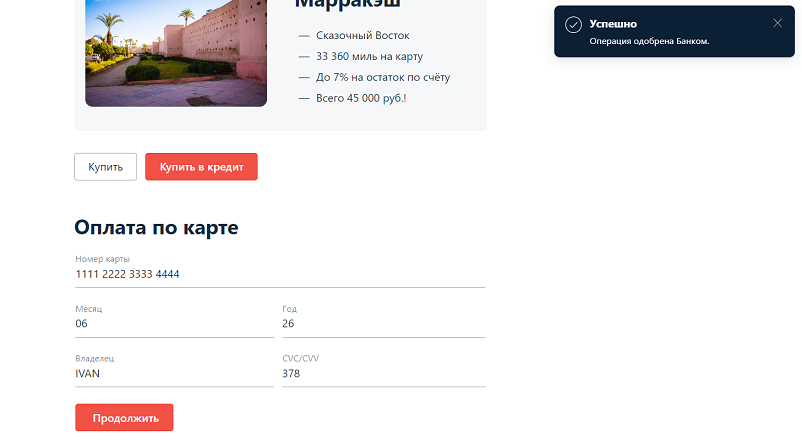 Марракэш
— Сказочный Восток
— 33 360 миль на карту
— До 7% на остаток по счёту
— Всего 45 000 руб.!
Успешно
Операция одобрена Банком.
Купить
Купить в кредит
Оплата по карте
Номер карты
1111 2222 3333 4444
Месяц
Год
06
26
Владелец
CVC/CVV
IVAN
378
Продолжить